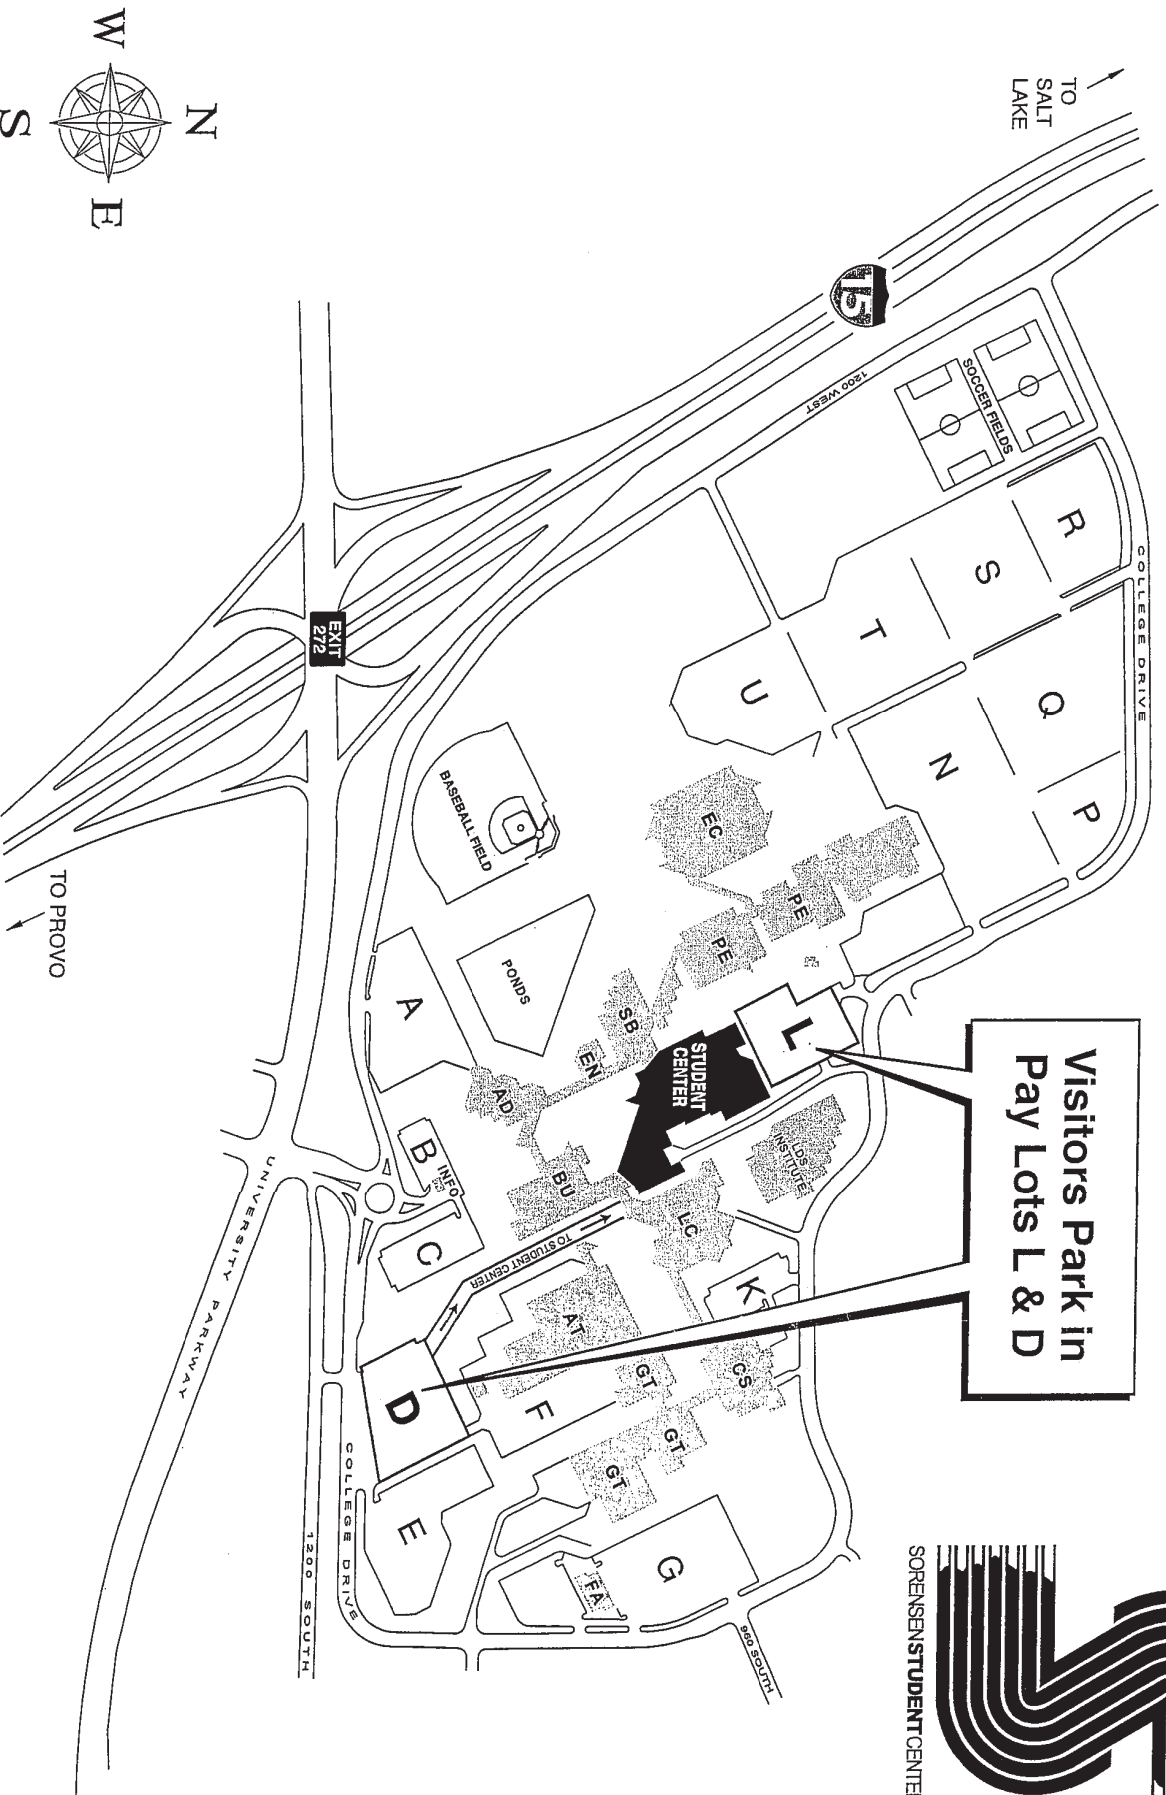 Visitors Park in
Pay Lots L & D
TO
SALT
LAKE
15
1200 WEST
SOCCER FIELDS
COLLEGE DRIVE
R
S
T
U
Q
N
P
EXIT
272
TO PROVO
BASEBALL FIELD
PONDS
EC
PE
PE
SB
EN
AD
BU
LC
L
STUDENT
CENTER
LDS
INSTITUTE
A
B
INFO
C
TO STUDENT CENTER
K
AT
GT
CS
GT
GT
D
F
E
G
FA
UNIVERSITY PARKWAY
COLLEGE DRIVE
1200 SOUTH
960 SOUTH
N
W
E
S
SORENSENSTUDENTCENTE